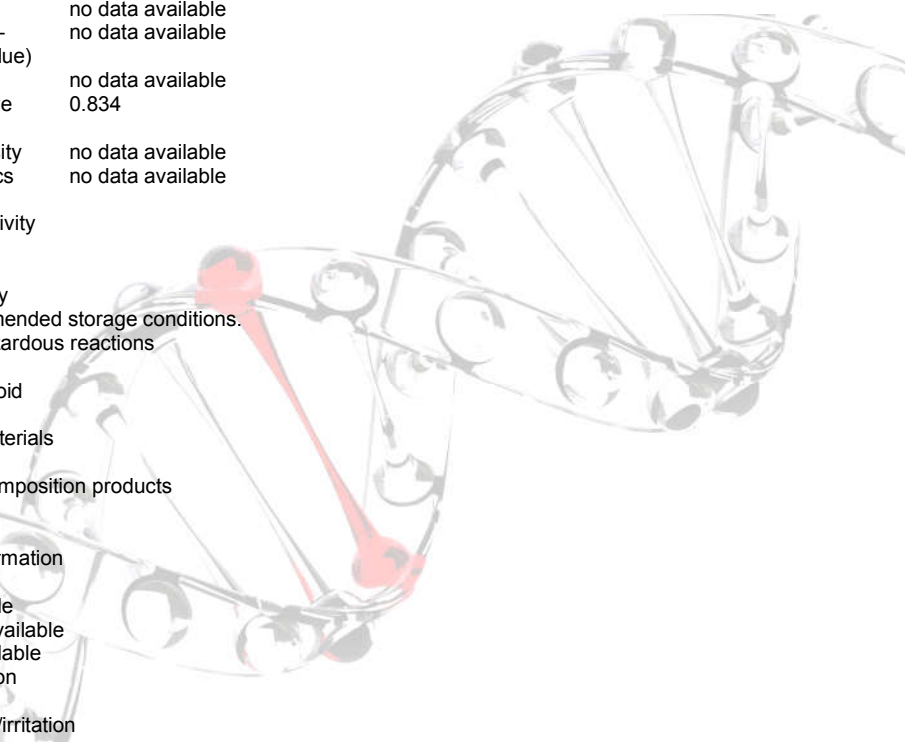 no data available
- no data available
lue)
no data available
e 0.834
ity no data available
cs no data available
ivity
y
nended storage conditions.
ardous reactions
oid
terials
mposition products
rmation
le
vailable
lable
on
/irritation